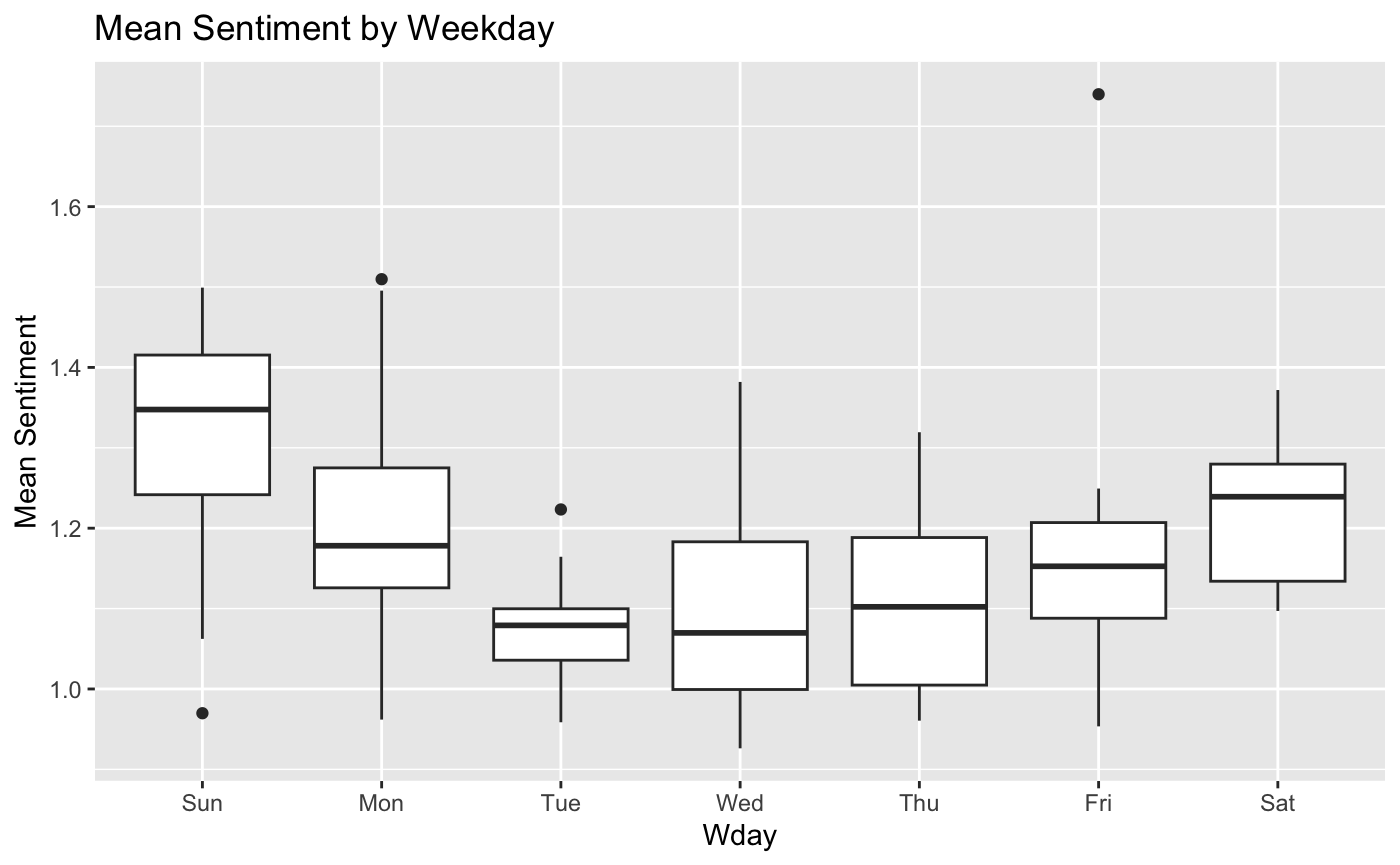 Mean Sentiment by Weekday
Mean Sentiment
1.6
1.4
1.2
1.0
Sun Mon Tue Wed Thu Fri Sat
Wday